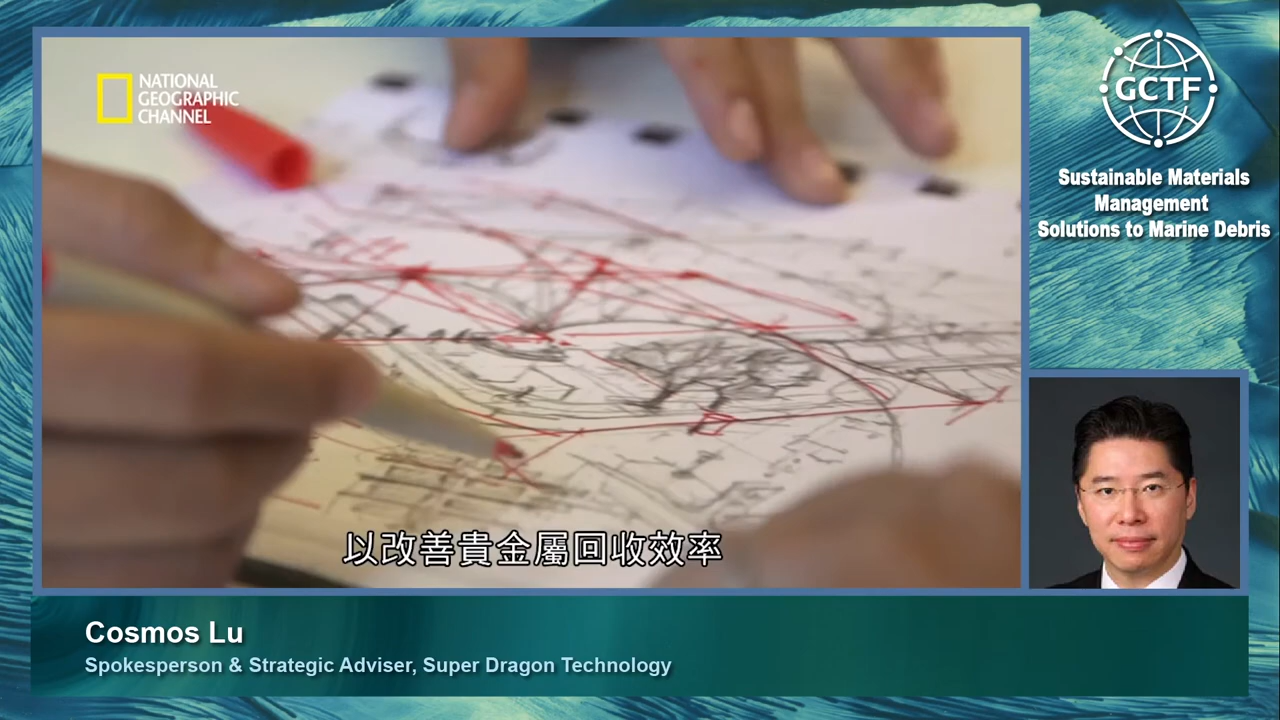 NATIONAL
GEOGRAPHIC
CHANNEL
GCTF
Sustainable Materials
Management
Solutions to Marine Debris
以改善貴金屬回收效率
Cosmos Lu
Spokesperson & Strategic Adviser, Super Dragon Technology